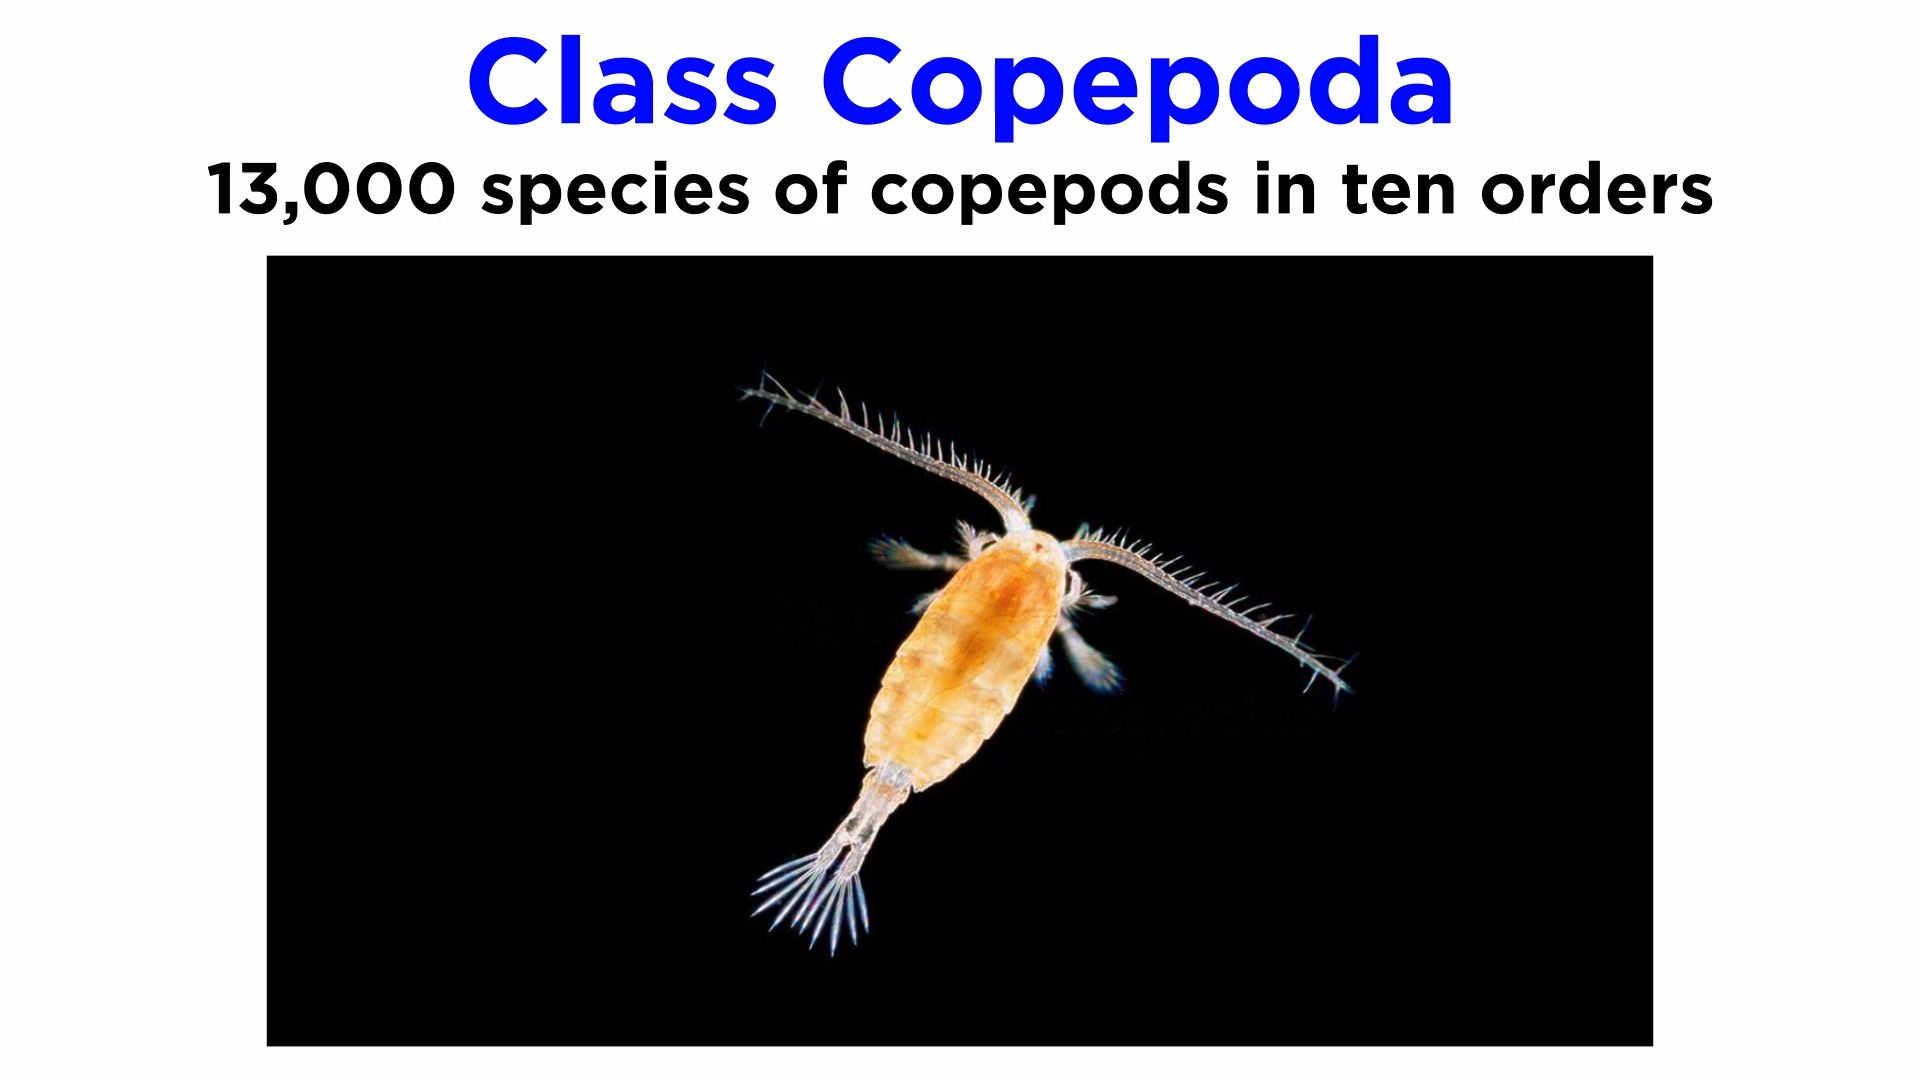 Class Copepoda
13,000 species of copepods in ten orders